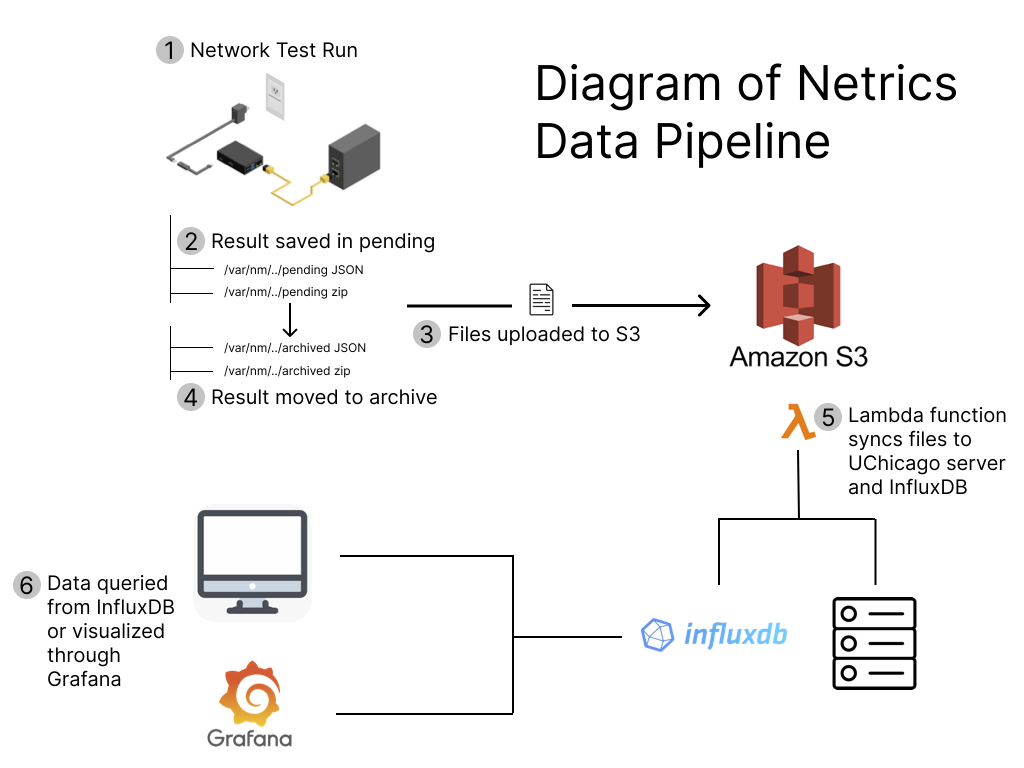 Diagram of Netrics
Data Pipeline
1 Network Test Run
2 Result saved in pending
/var/nm/../pending JSON
/var/nm/../pending zip
3 Files uploaded to S3
/var/nm/../archived JSON
/var/nm/../archived zip
4 Result moved to archive
Amazon S3
λ
5 Lambda function
syncs files to
UChicago server
and InfluxDB
influxdb
6 Data queried
from InfluxDB
or visualized
through
Grafana
Grafana